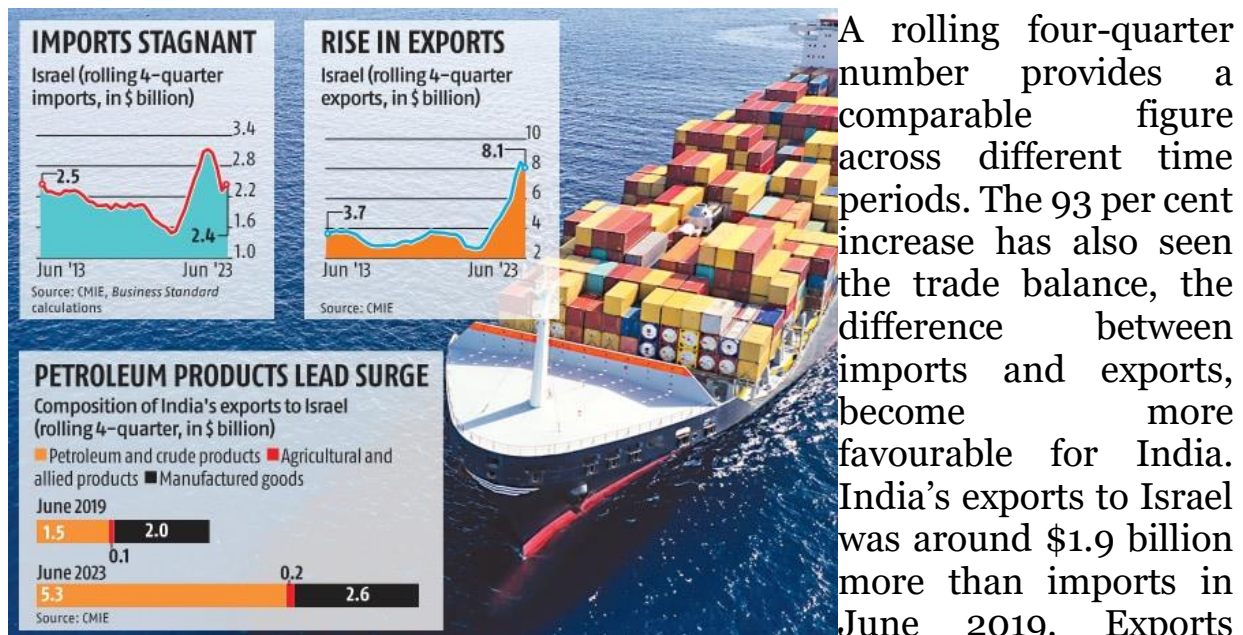 IMPORTS STAGNANT
Israel (rolling 4-quarter
imports, in $ billion)
3.4
2.8
2.5
2.2
1.6
2.4
1.0
Jun '13
Jun '23
Source: CMIE, Business Standard
calculations
RISE IN EXPORTS
Israel (rolling 4-quarter
exports, in $ billion)
10
8.1
8
6
3.7
4
2
Jun '13
Jun '23
Source: CMIE
PETROLEUM PRODUCTS LEAD SURGE
Composition of India's exports to Israel
(rolling 4-quarter, in $ billion)
Petroleum and crude products Agricultural and
allied products Manufactured goods
June 2019
1.5 2.0
0.1
June 2023 0.2
5.3 2.6
Source: CMIE
A rolling four-quarter
number provides a
comparable figure
across different time
periods. The 93 per cent
increase has also seen
the trade balance, the
difference between
imports and exports,
become more
favourable for India.
India’s exports to Israel
was around $1.9 billion
more than imports in
June 2019. Exports